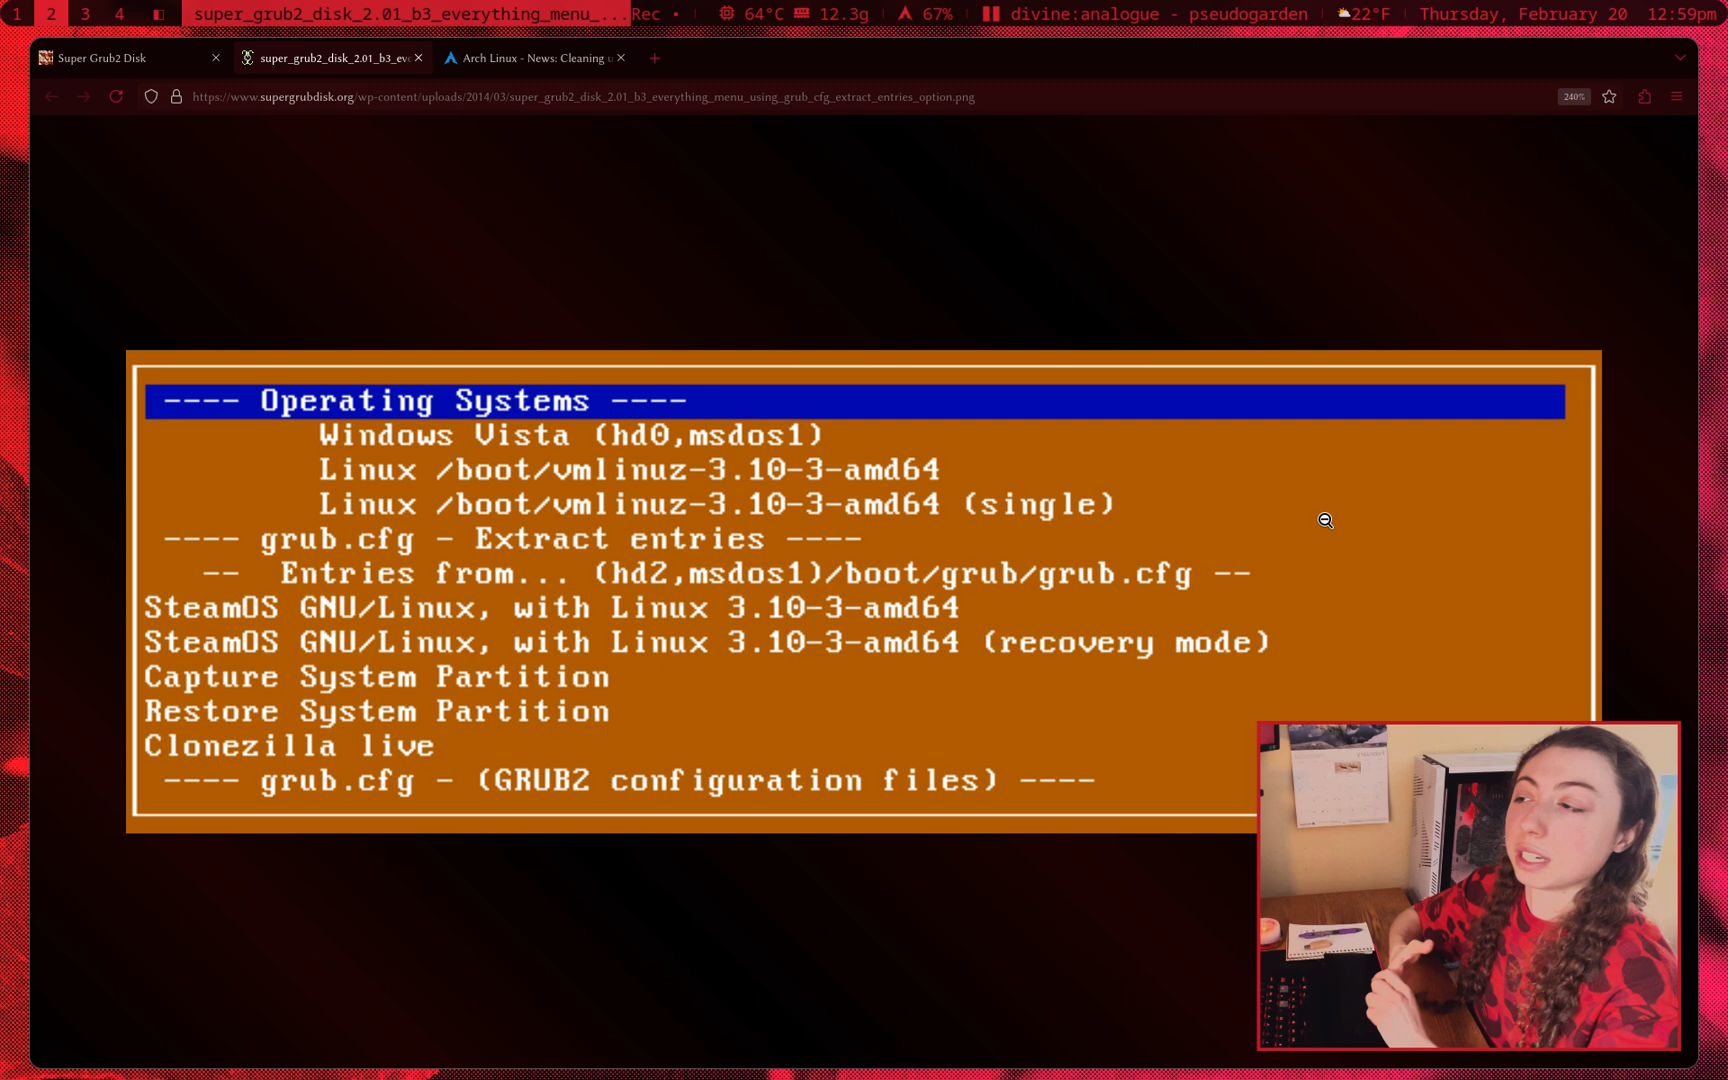 1 2 3 4 super_grub2_disk_2.01_b3_everything_menu_... Rec • 64°C 12.3g 67% divine:analogue - pseudogarden 22°F Thursday, February 20 12:59pm
Super Grub2 Disk super_grub2_disk_2.01_b3_eve Arch Linux - News: Cleaning u
https://www.supergrubdisk.org/wp-content/uploads/2014/03/super_grub2_disk_2.01_b3_everything_menu_using_grub_cfg_extract_entries_option.png 240%
---- Operating Systems ----
Windows Vista (hd0,msdos1)
Linux /boot/vmlinuz-3.10-3-amd64
Linux /boot/vmlinuz-3.10-3-amd64 (single)
---- grub.cfg - Extract entries ----
-- Entries from... (hd2,msdos1)/boot/grub/grub.cfg --
SteamOS GNU/Linux, with Linux 3.10-3-amd64
SteamOS GNU/Linux, with Linux 3.10-3-amd64 (recovery mode)
Capture System Partition
Restore System Partition
Clonezilla live
---- grub.cfg - (GRUB2 configuration files) ----